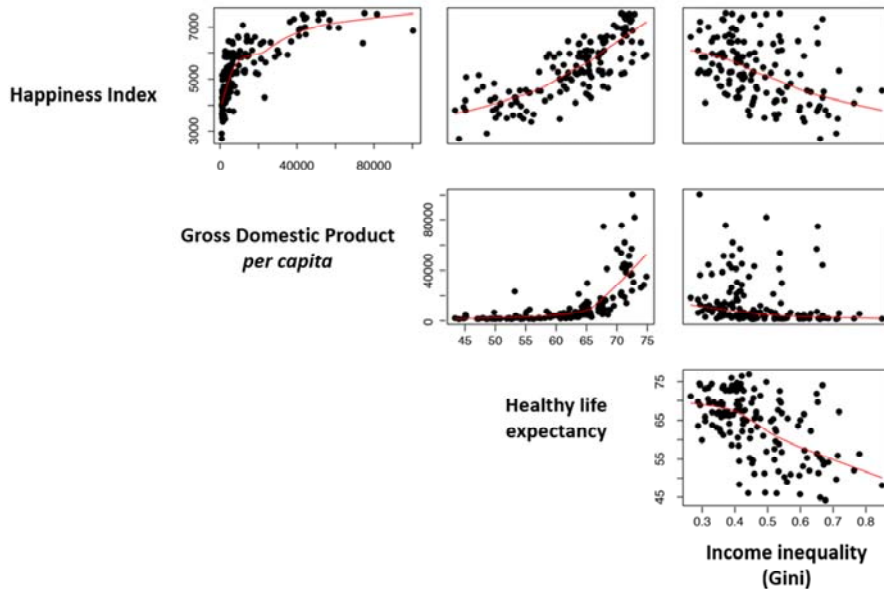 7000
5000
3000
Happiness Index
0 40000 80000
Gross Domestic Product
per capita
80000
40000
0
45 50 55 60 65 70 75
Healthy life
expectancy
75
65
55
45
0.3 0.4 0.5 0.6 0.7 0.8
Income inequality
(Gini)